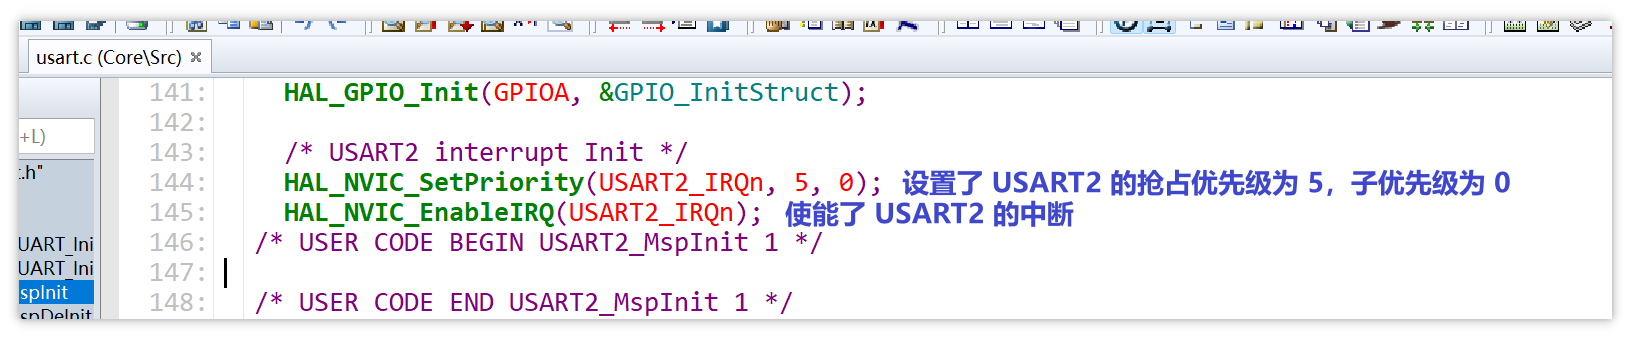 usart.c (Core\Src)
+L)
.h"
UART_Ini
UART_Ini
spInit
spDeInit
141: HAL_GPIO_Init(GPIOA, &GPIO_InitStruct);
142:
143: /* USART2 interrupt Init */
144: HAL_NVIC_SetPriority(USART2_IRQn, 5, 0); 设置了 USART2 的抢占优先级为 5，子优先级为 0
145: HAL_NVIC_EnableIRQ(USART2_IRQn); 使能了 USART2 的中断
146: /* USER CODE BEGIN USART2_MspInit 1 */
147:
148: /* USER CODE END USART2_MspInit 1 */